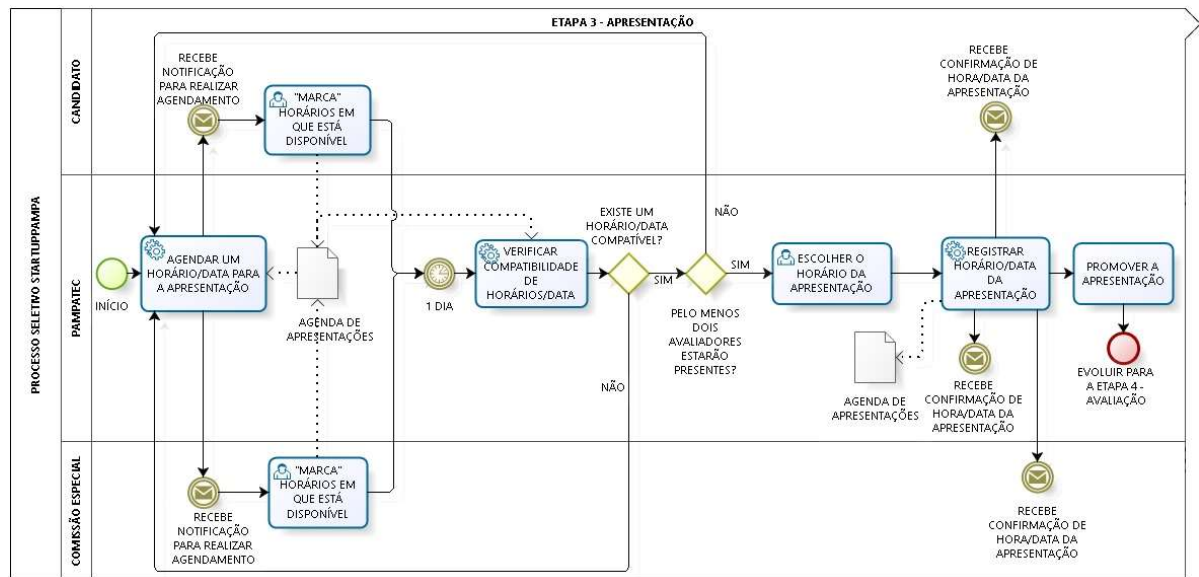 PROCESSO SELETIVO STARTUPPAMPA
ETAPA 3 - APRESENTAÇÃO
CANDIDATO
RECEBE
NOTIFICAÇÃO
PARA REALIZAR
AGENDAMENTO
"MARCA"
HORÁRIOS EM
QUE ESTÁ
DISPONÍVEL
RECEBE
CONFIRMAÇÃO DE
HORA/DATA DA
APRESENTAÇÃO
PAMPATEC
INÍCIO
AGENDAR UM
HORÁRIO/DATA PARA
A APRESENTAÇÃO
AGENDA DE
APRESENTAÇÕES
1 DIA
VERIFICAR
COMPATIBILIDADE
DE
HORÁRIOS/DATA
EXISTE UM
HORÁRIO/DATA
COMPATÍVEL?
SIM
NÃO
NÃO
SIM
PELO MENOS
DOIS
AVALIADORES
ESTARÃO
PRESENTES?
ESCOLHER O
HORÁRIO DA
APRESENTAÇÃO
REGISTRAR
HORÁRIO/DATA
DA
APRESENTAÇÃO
AGENDA DE
APRESENTAÇÕES
RECEBE
CONFIRMAÇÃO DE
HORA/DATA DA
APRESENTAÇÃO
PROMOVER A
APRESENTAÇÃO
EVOLUIR PARA
A ETAPA 4 -
AVALIAÇÃO
COMISSÃO ESPECIAL
RECEBE
NOTIFICAÇÃO
PARA REALIZAR
AGENDAMENTO
"MARCA"
HORÁRIOS EM
QUE ESTÁ
DISPONÍVEL
RECEBE
CONFIRMAÇÃO DE
HORA/DATA DA
APRESENTAÇÃO